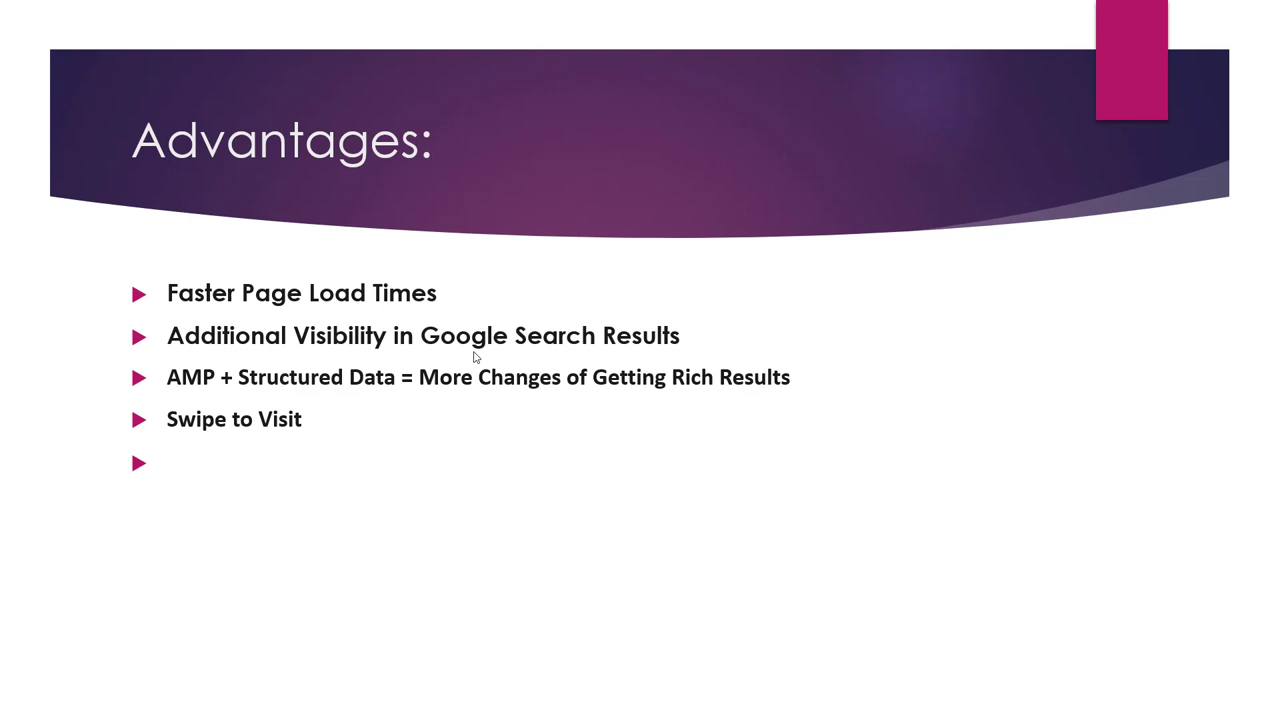 Advantages:
Faster Page Load Times
Additional Visibility in Google Search Results
AMP + Structured Data = More Changes of Getting Rich Results
Swipe to Visit